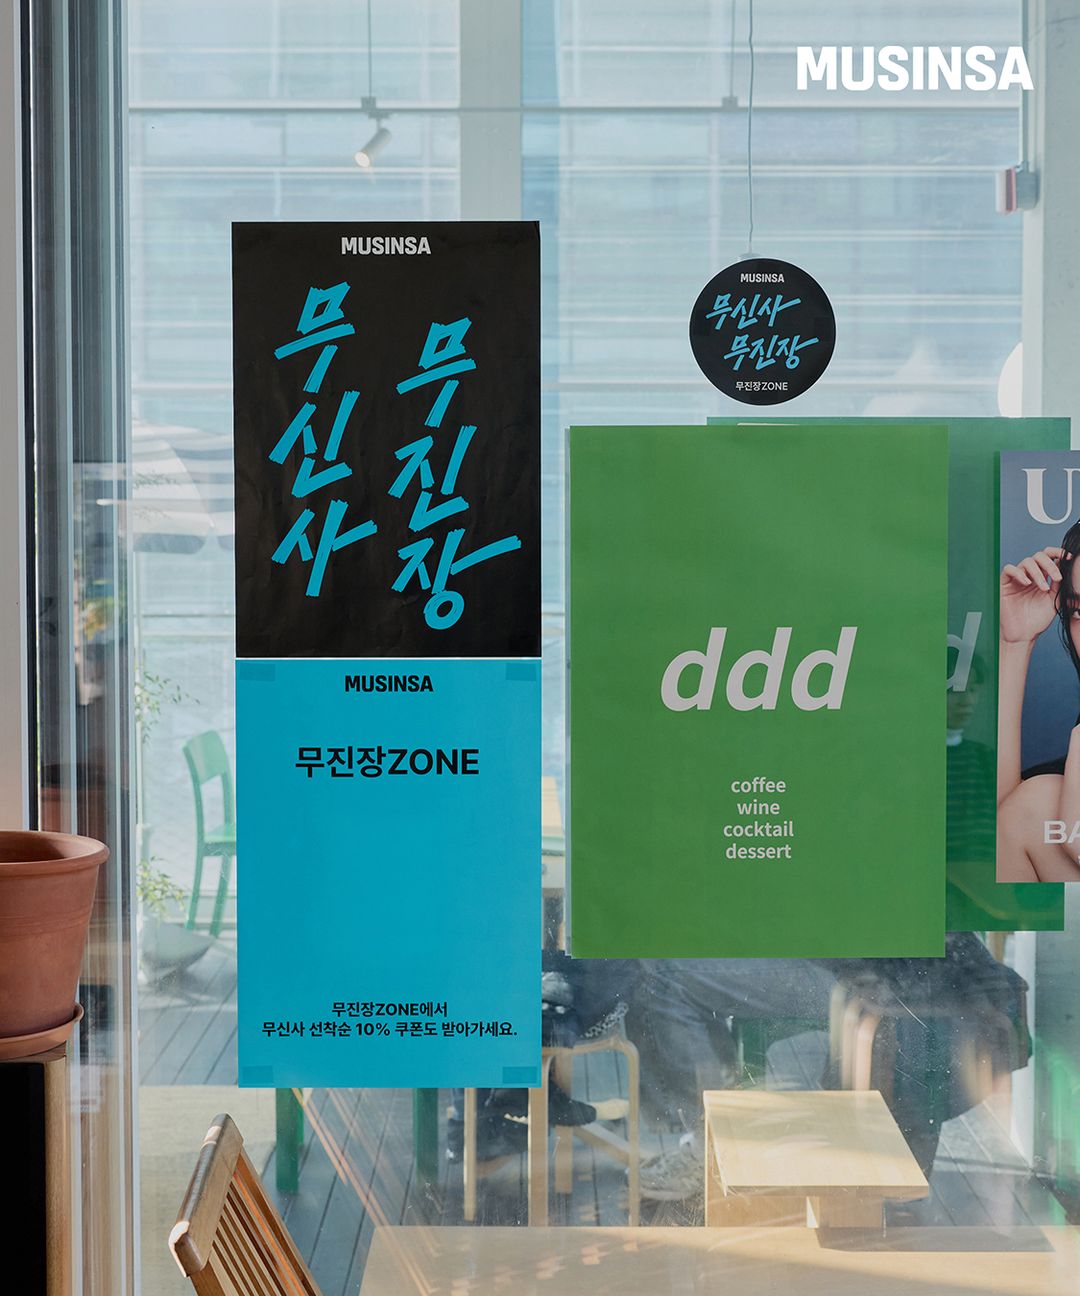 MUSINSA
MUSINSA
무신사
무진장
MUSINSA
무진장ZONE
무진장ZONE에서
무신사 선착순 10% 쿠폰도 받아가세요.
MUSINSA
무신사
무진장
무진장ZONE
ddd
coffee
wine
cocktail
dessert
d
U
BA